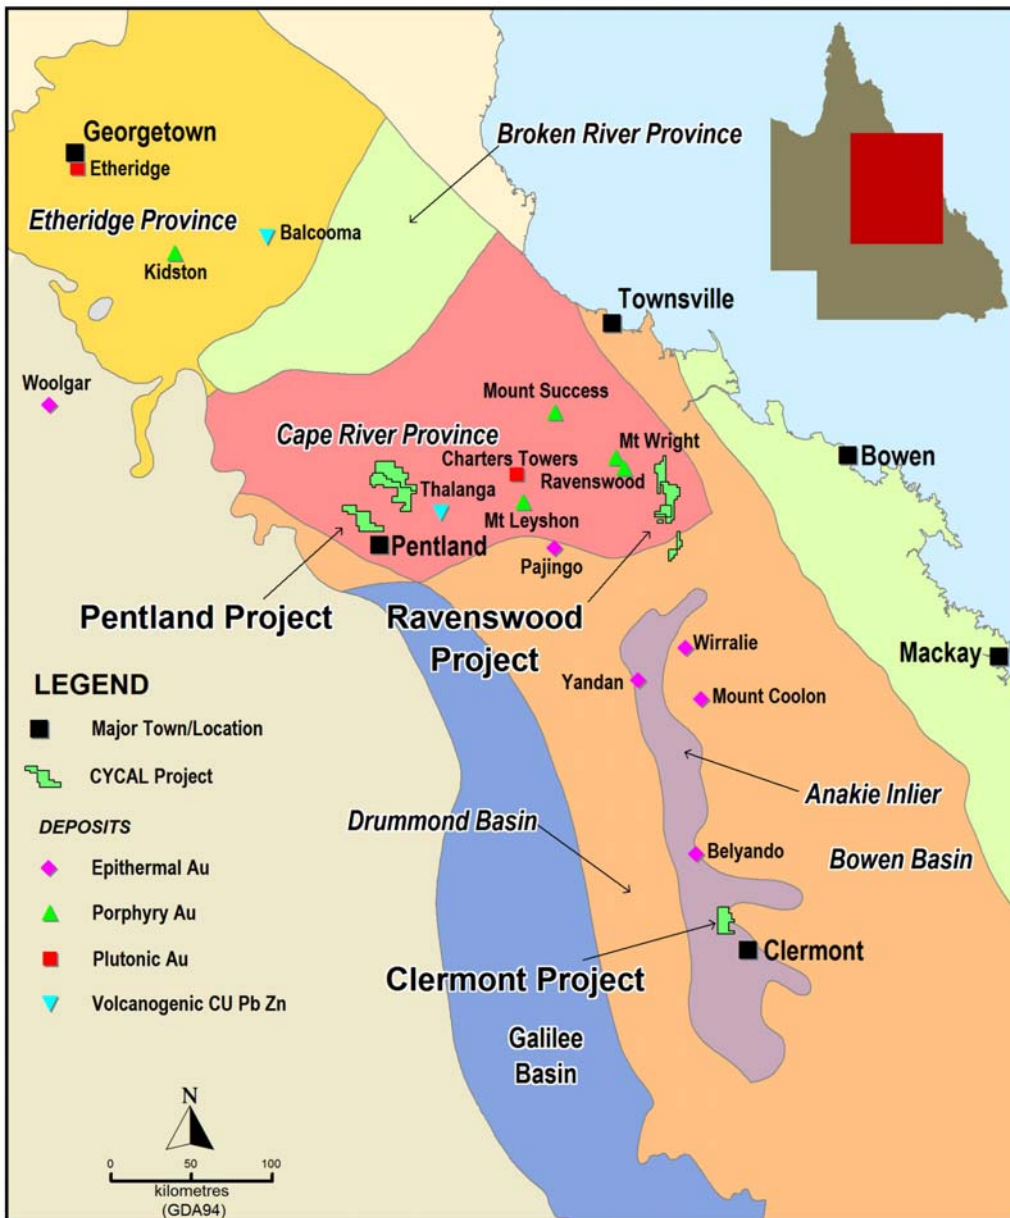 Georgetown
Etheridge
Broken River Province
Etheridge Province
Balcooma
Kidston
Townsville
Woolgar
Mount Success
Cape River Province
Mt Wright
Charters Towers
Bowen
Thalanga
Ravenswood
Mt Leyshon
Pentland
Pajingo
Pentland Project
Ravenswood
Project
Wirralie
Mackay
Yandan
Mount Coolon
LEGEND
Major Town/Location
CYCAL Project
DEPOSITS
Epithermal Au
Porphyry Au
Plutonic Au
Volcanogenic CU Pb Zn
Anakie Inlier
Drummond Basin
Belyando
Bowen Basin
Clermont
Clermont Project
Galilee
Basin
N
0 50 100
kilometres
(GDA94)